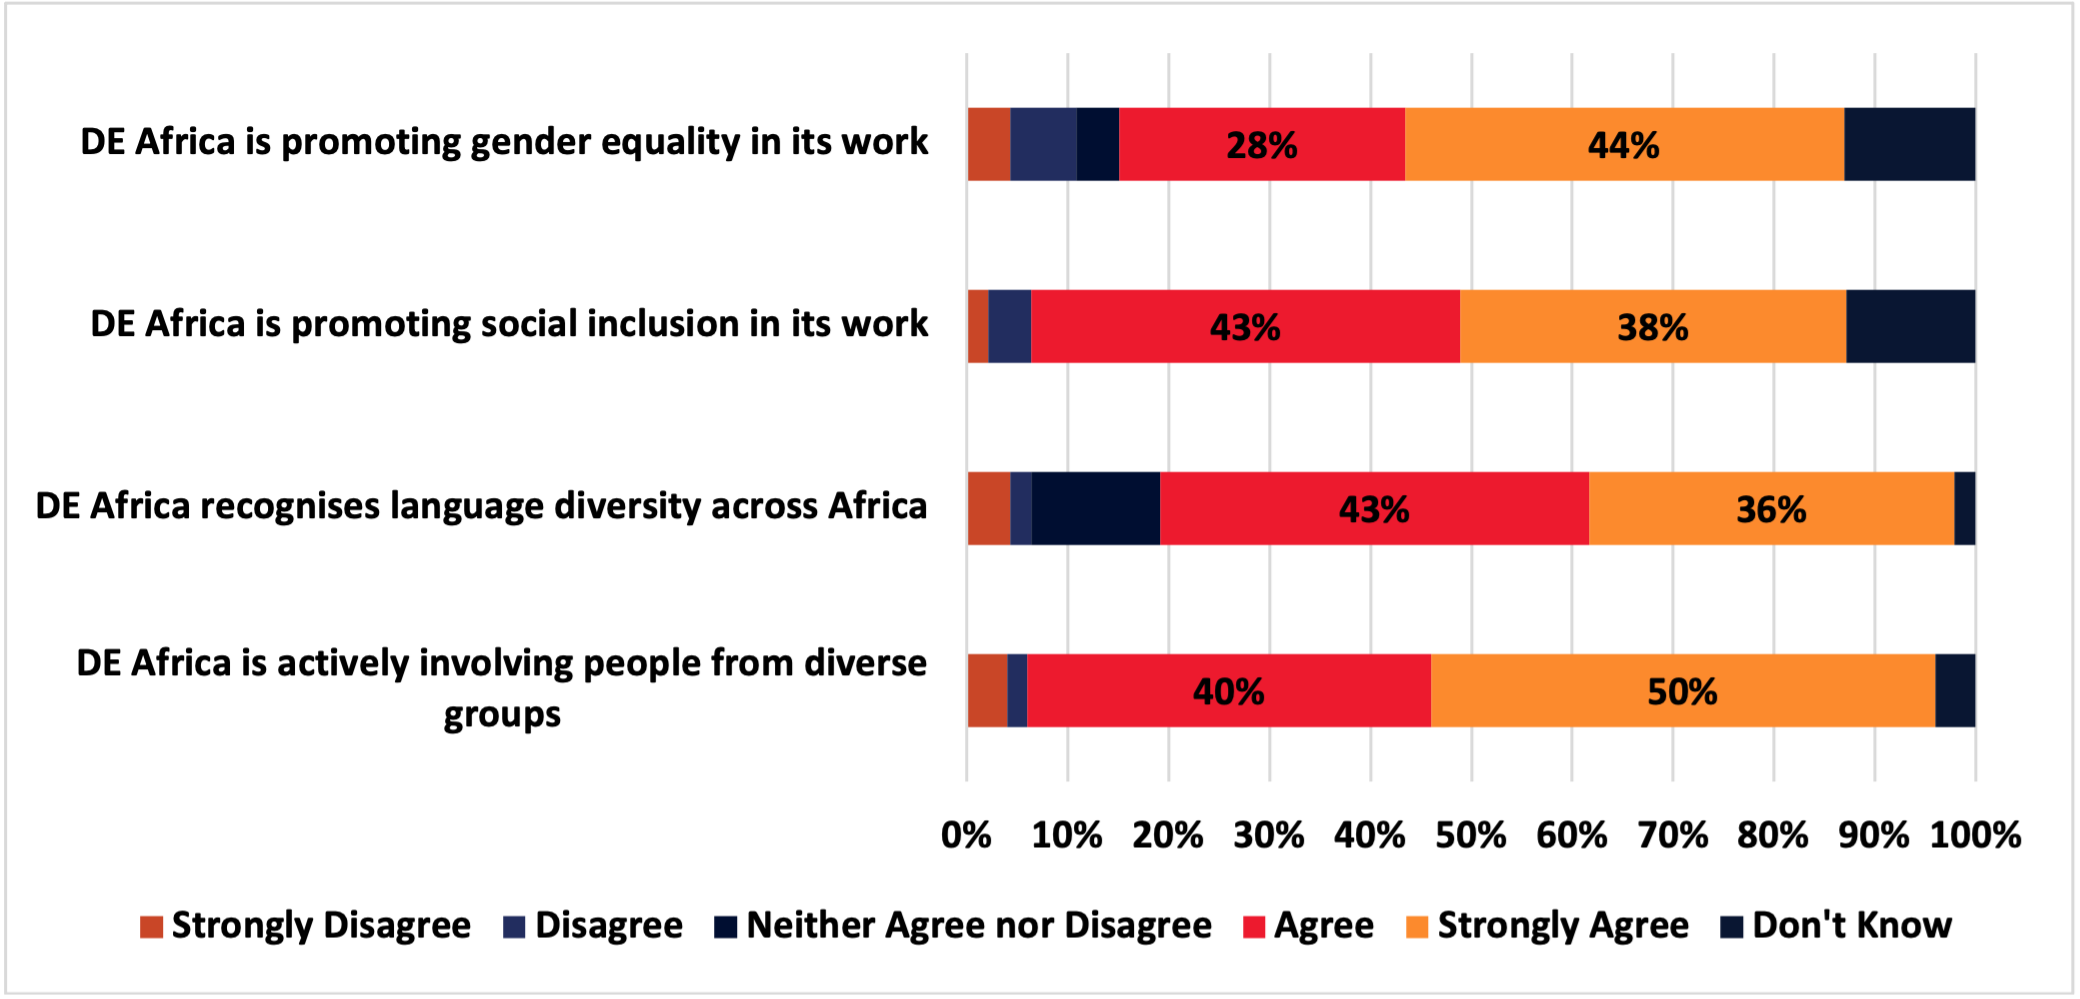 DE Africa is promoting gender equality in its work
28%
44%
DE Africa is promoting social inclusion in its work
43%
38%
DE Africa recognises language diversity across Africa
43%
36%
DE Africa is actively involving people from diverse
groups
40%
50%
0% 10% 20% 30% 40% 50% 60% 70% 80% 90% 100%
Strongly Disagree Disagree Neither Agree nor Disagree Agree Strongly Agree Don't Know